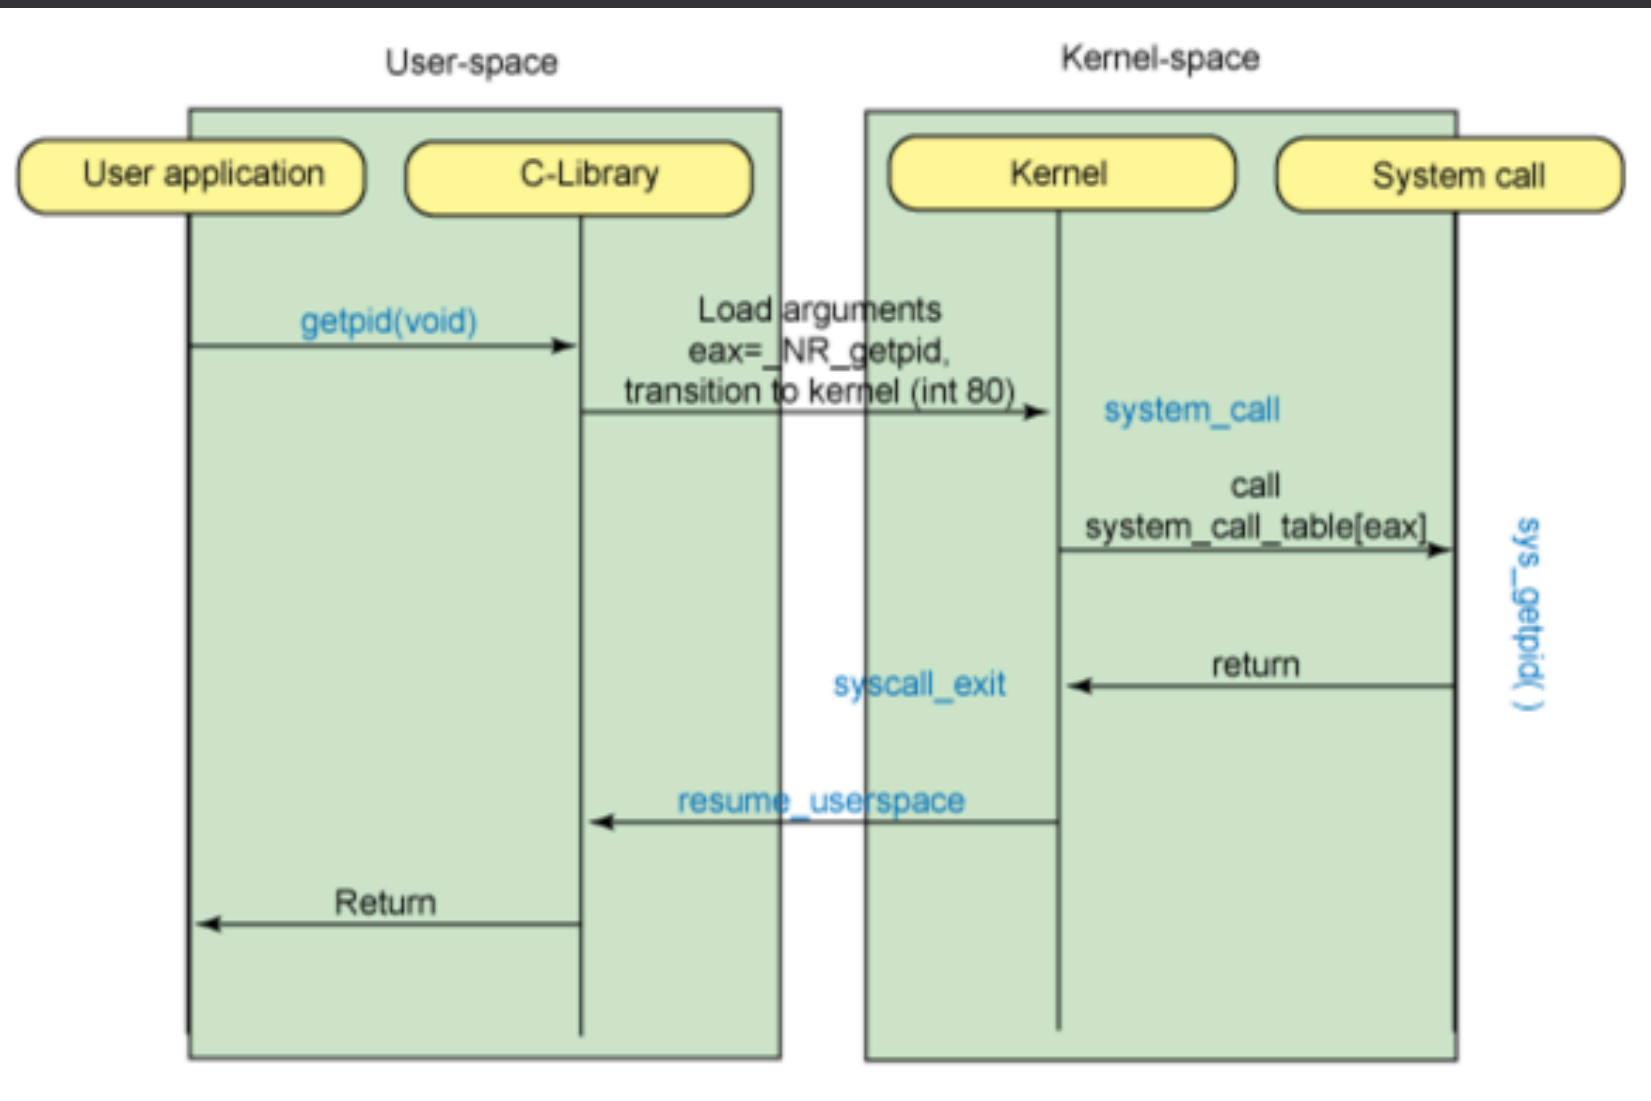 User-space
Kernel-space
User application
C-Library
Kernel
System call
getpid(void)
Load arguments
eax=_NR_getpid,
transition to kernel (int 80)
system_call
call
system_call_table[eax]
sys_getpid( )
return
syscall_exit
resume_userspace
Return